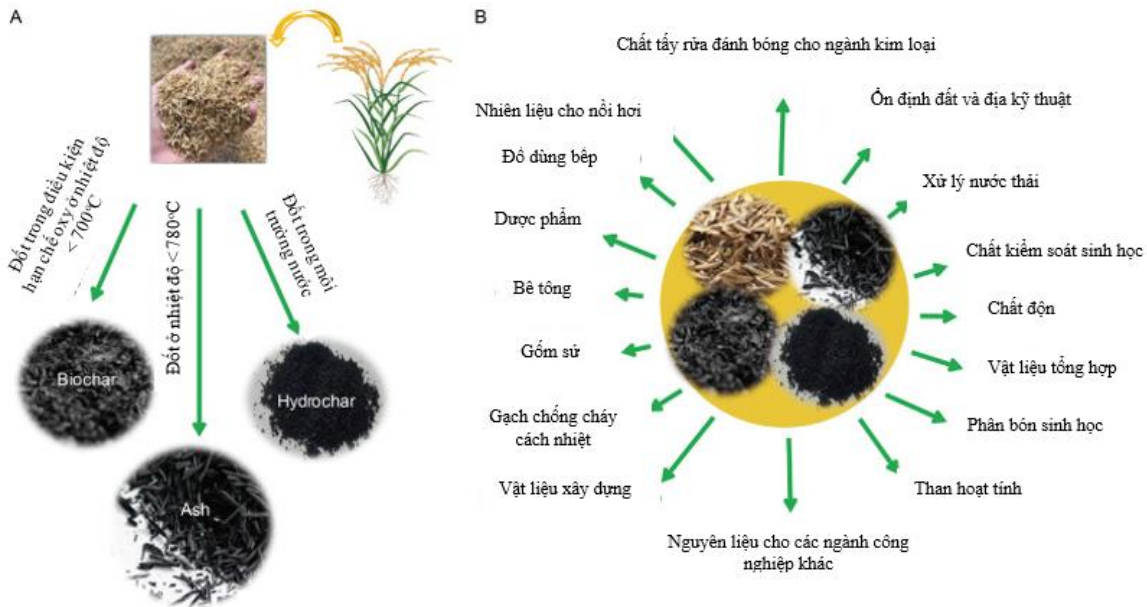 A
Đốt trong điều kiện
hạn chế oxy ở nhiệt độ
<700°C
Đốt ở nhiệt độ <780°C
Đốt trong môi
trường nước
Biochar
Hydrochar
Ash
B
Chất tẩy rửa đánh bóng cho ngành kim loại
Ổn định đất và địa kỹ thuật
Xử lý nước thải
Chất kiểm soát sinh học
Chất độn
Vật liệu tổng hợp
Phân bón sinh học
Than hoạt tính
Nguyên liệu cho các ngành công
nghiệp khác
Vật liệu xây dựng
Gạch chống cháy
cách nhiệt
Gốm sứ
Bê tông
Dược phẩm
Đồ dùng bếp
Nhiên liệu cho nồi hơi